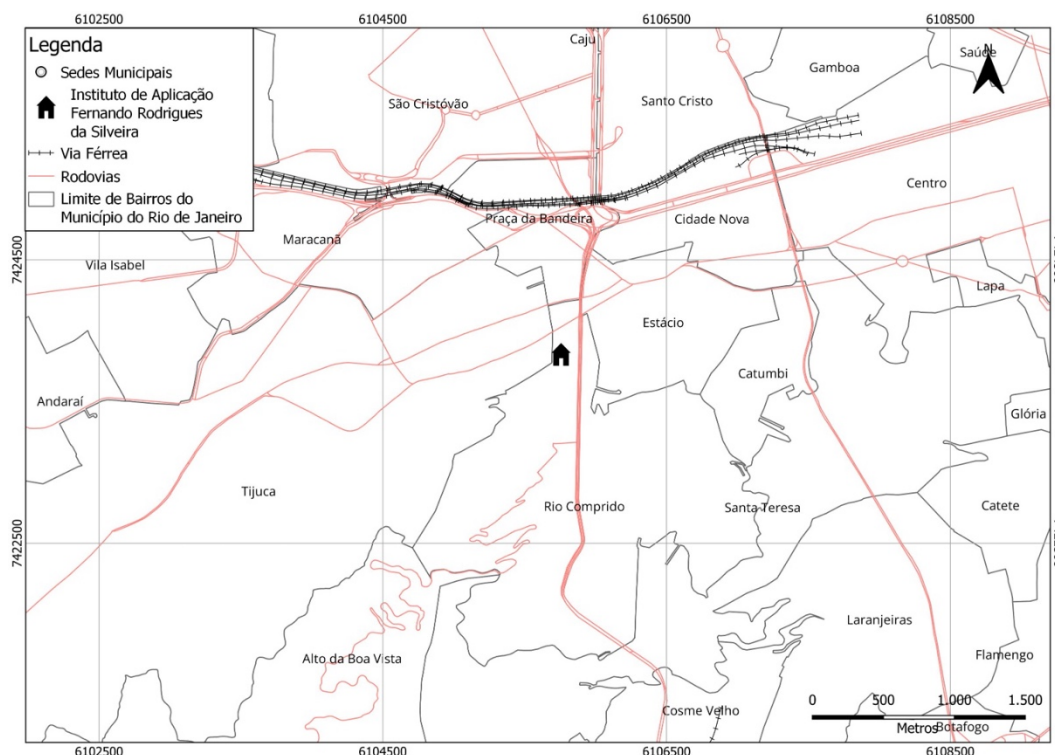 6102500
6104500
6106500
6108500
Legenda
Sedes Municipais
Instituto de Aplicação
Fernando Rodrigues
da Silveira
Via Férrea
Rodovias
Limite de Bairros do
Município do Rio de Janeiro
N
Caju
Saúde
Gamboa
São Cristóvão
Santo Cristo
Centro
Praça da Bandeira
Cidade Nova
Maracanã
7424500
Vila Isabel
Lapa
Estácio
Catumbi
Andaraí
Glória
Tijuca
Rio Comprido
Santa Teresa
Catete
7422500
Laranjeiras
Alto da Boa Vista
Flamengo
0 500 1.000 1.500
Metros
Cosme Velho
Botafogo
6102500
6104500
6106500
6108500